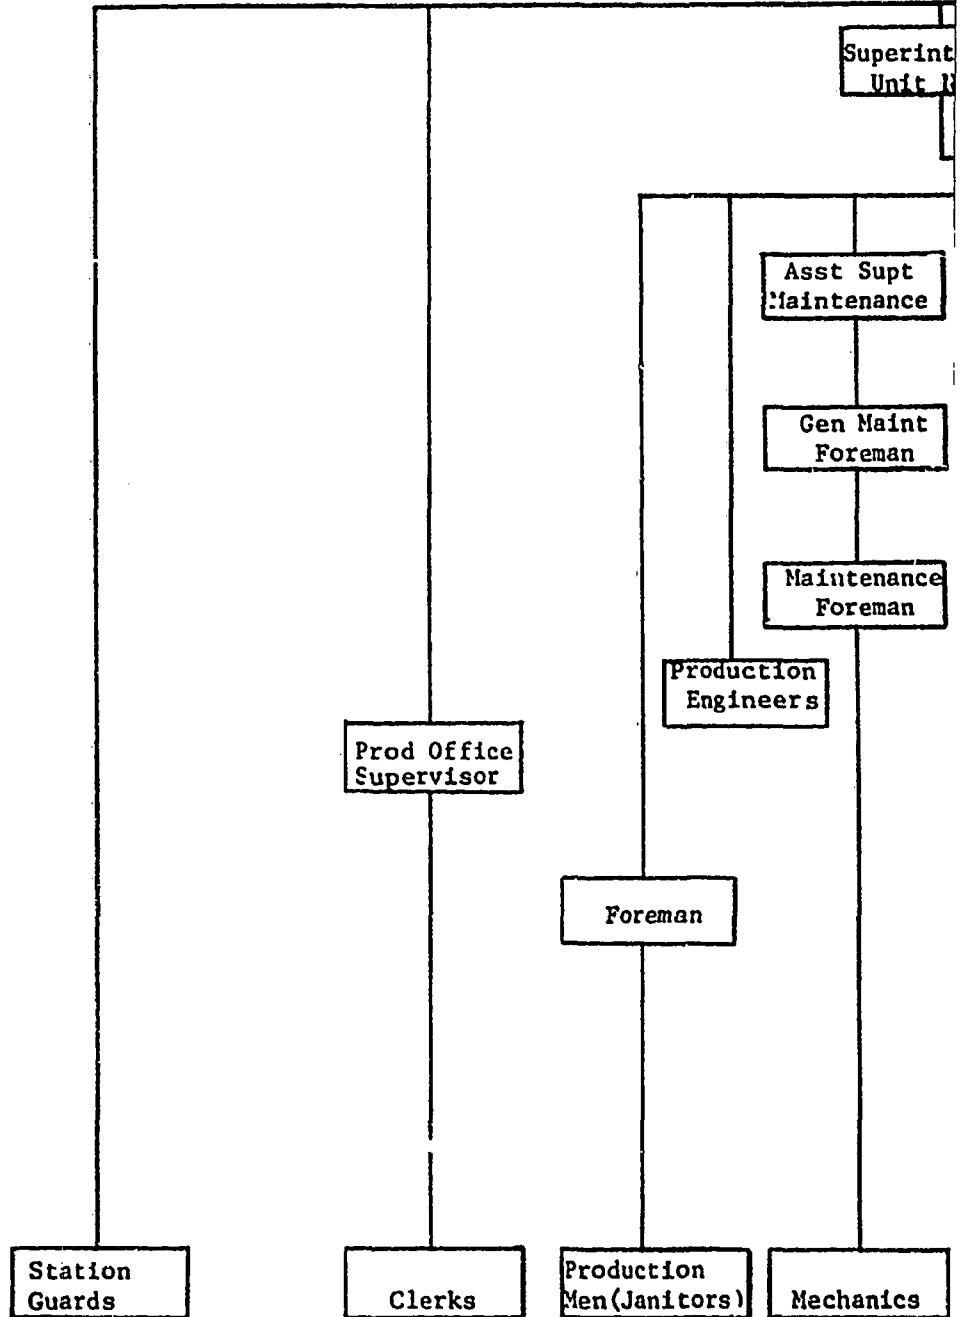 Unit
Asst Supt
Maintenance
Gen Maint
Foreman
Maintenance
Foreman
Production
Engineers
Prod Office
Supervisor
Foreman
Station
Guards
Clerks
Production
Men(Janitors)
Mechanics